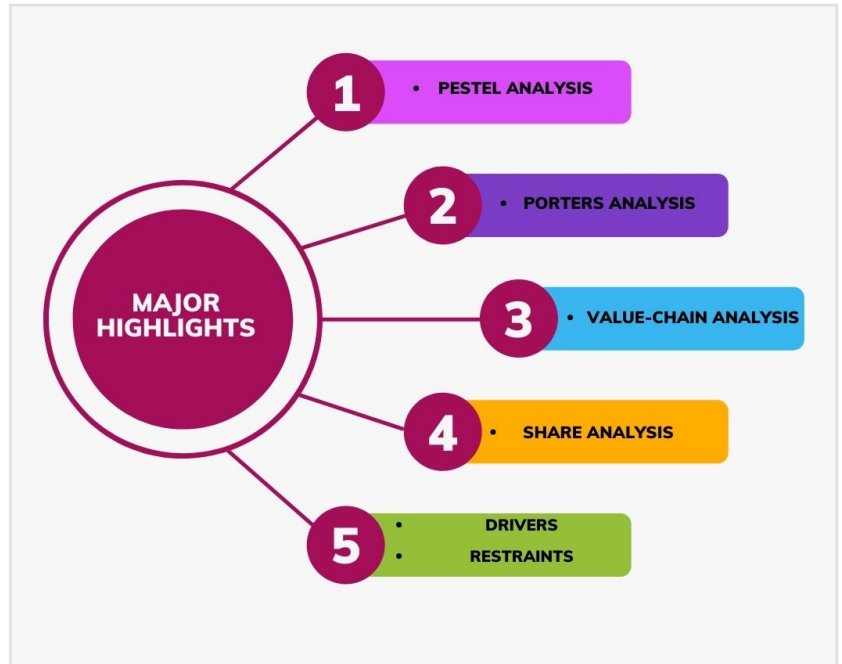 MAJOR
HIGHLIGHTS
1
• PESTEL ANALYSIS
2
• PORTERS ANALYSIS
3
• VALUE-CHAIN ANALYSIS
4
• SHARE ANALYSIS
5
• DRIVERS
• RESTRAINTS